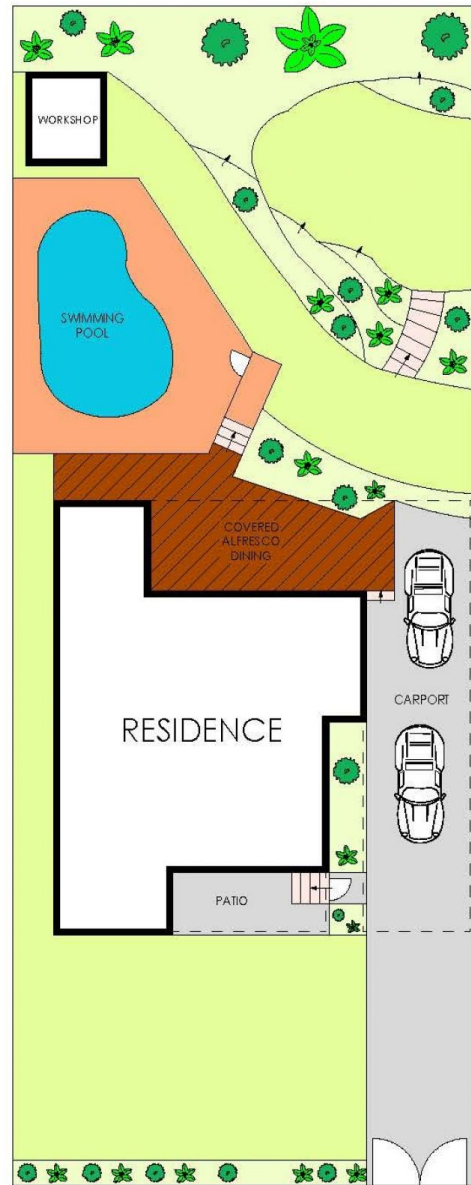 WORKSHOP
SWIMMING
POOL
COVERED
ALFRESCO
DINING
CARPORT
RESIDENCE
PATIO